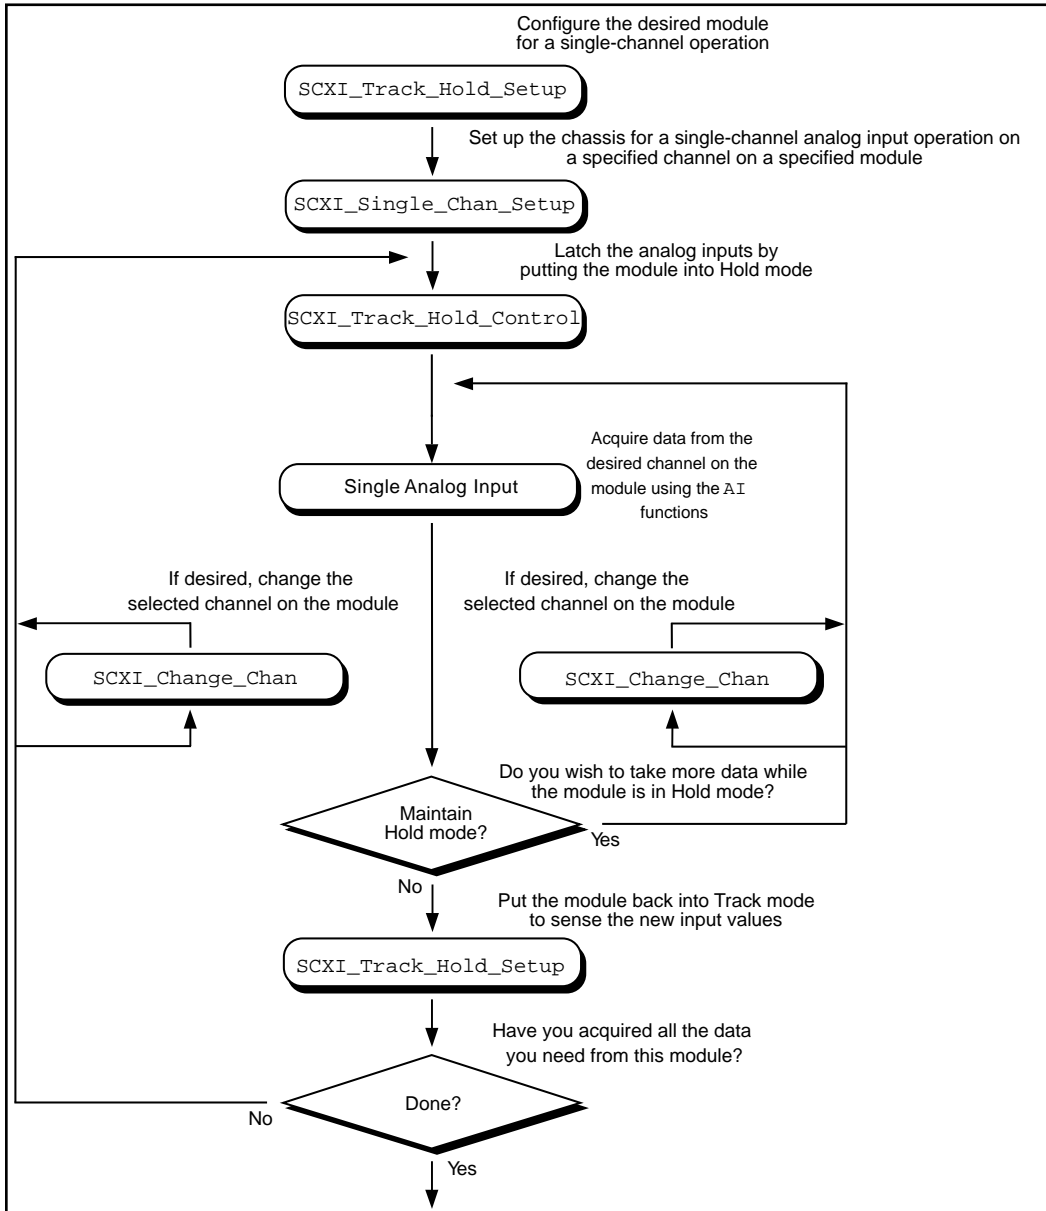 Configure the desired module
for a single-channel operation
SCXI_Track_Hold_Setup
Set up the chassis for a single-channel analog input operation on
a specified channel on a specified module
SCXI_Single_Chan_Setup
Latch the analog inputs by
putting the module into Hold mode
SCXI_Track_Hold_Control
Acquire data from the
desired channel on the
module using the AI
functions
Single Analog Input
If desired, change the
selected channel on the module
SCXI_Change_Chan
If desired, change the
selected channel on the module
SCXI_Change_Chan
Do you wish to take more data while
the module is in Hold mode?
Maintain
Hold mode?
Yes
No
Put the module back into Track mode
to sense the new input values
SCXI_Track_Hold_Setup
Have you acquired all the data
you need from this module?
Done?
No
Yes